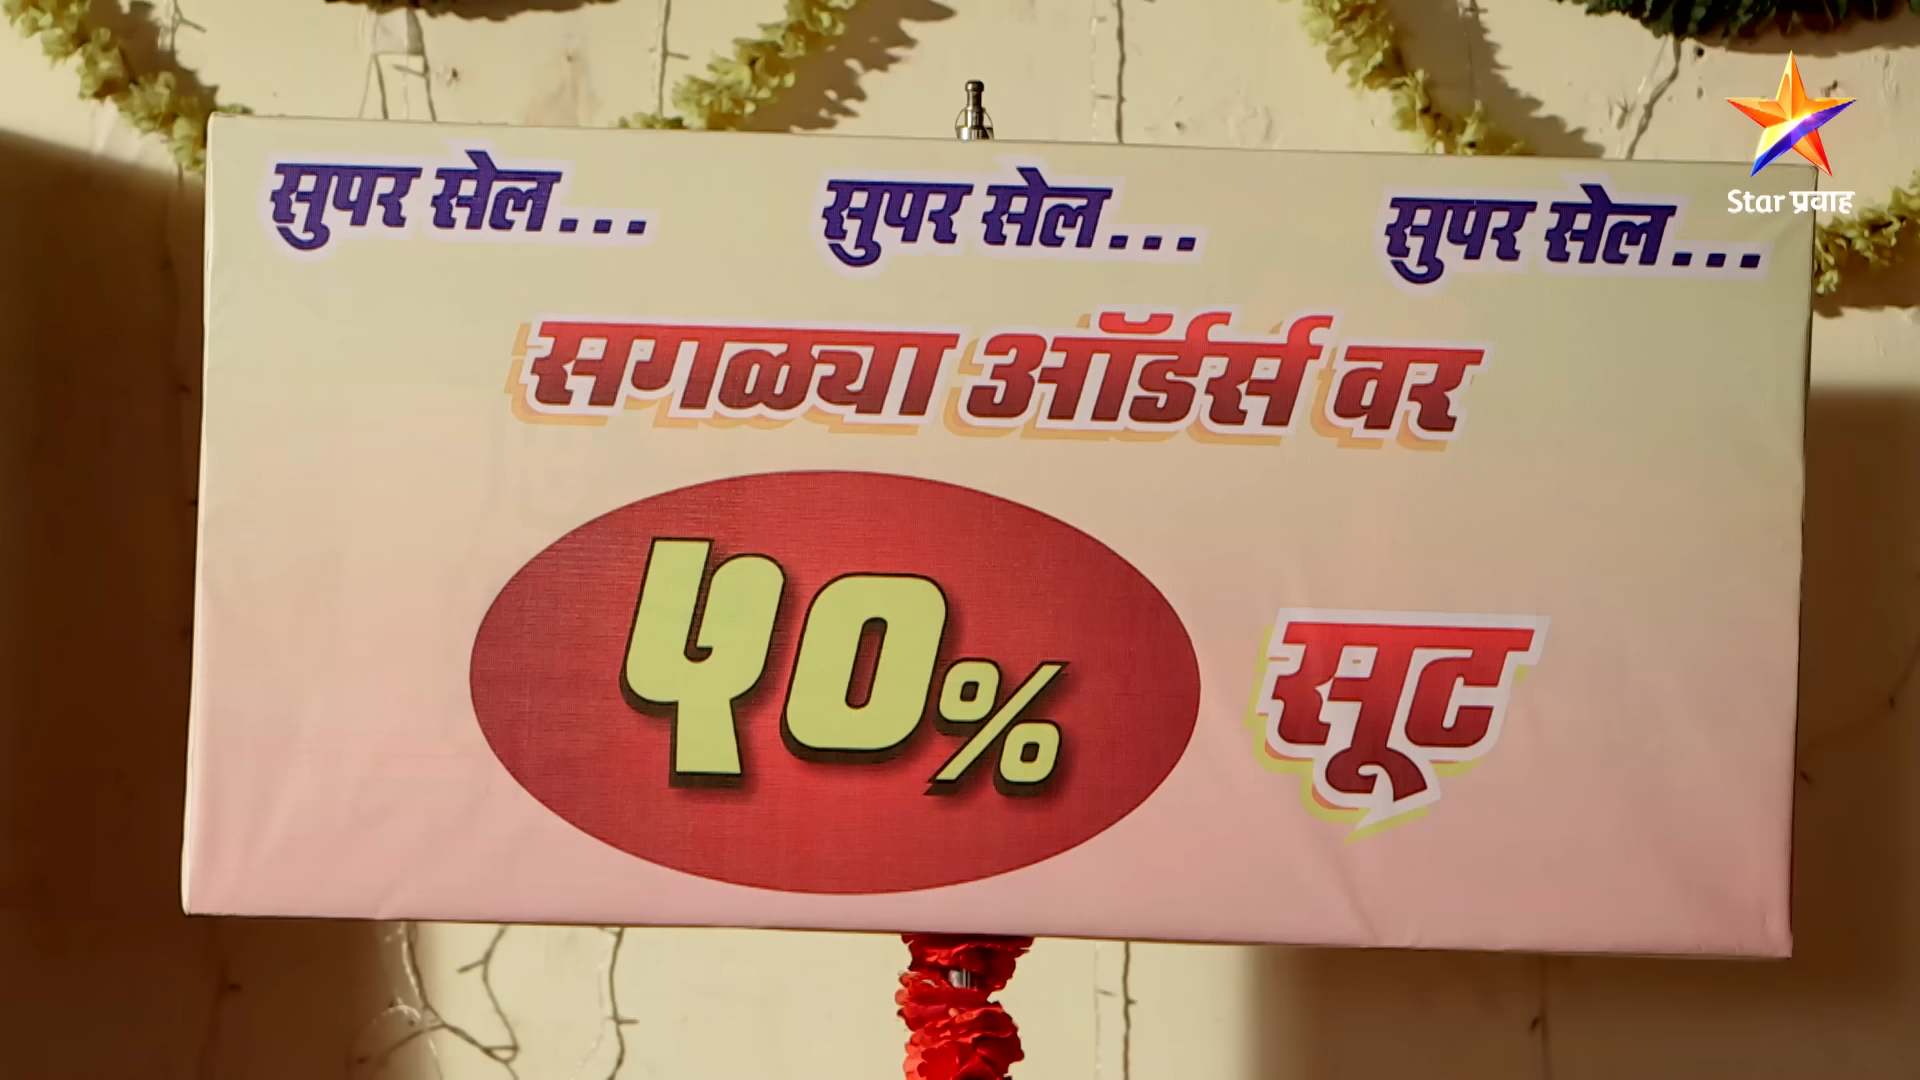 सुपर सेल... सुपर सेल... सुपर सेल...
Star प्रवाह
सगळ्या ऑर्डर्स वर
५०% सूट